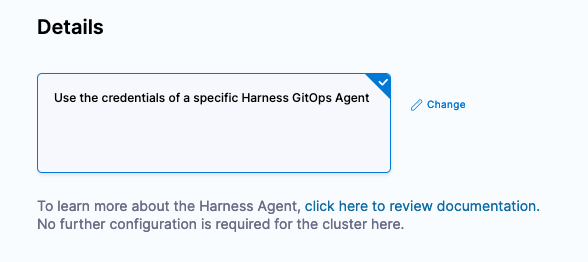 Details
Use the credentials of a specific Harness GitOps Agent
Change
To learn more about the Harness Agent, click here to review documentation.
No further configuration is required for the cluster here.